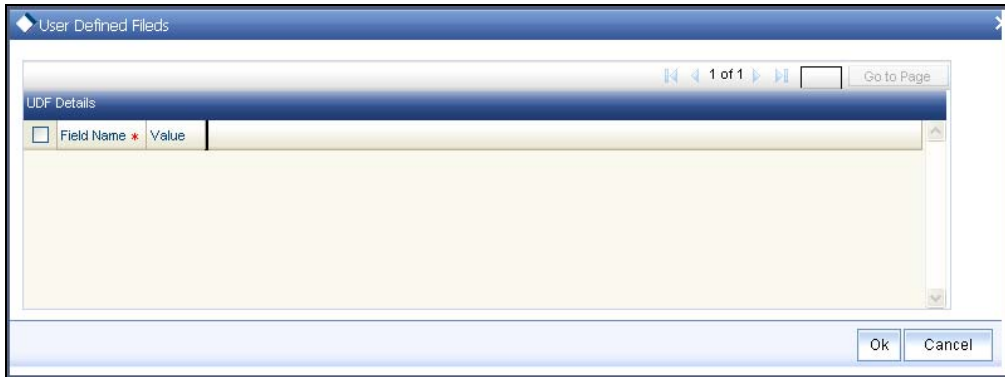 User Defined Fileds
1 of 1 Go to Page
UDF Details
Field Name * Value
Ok Cancel